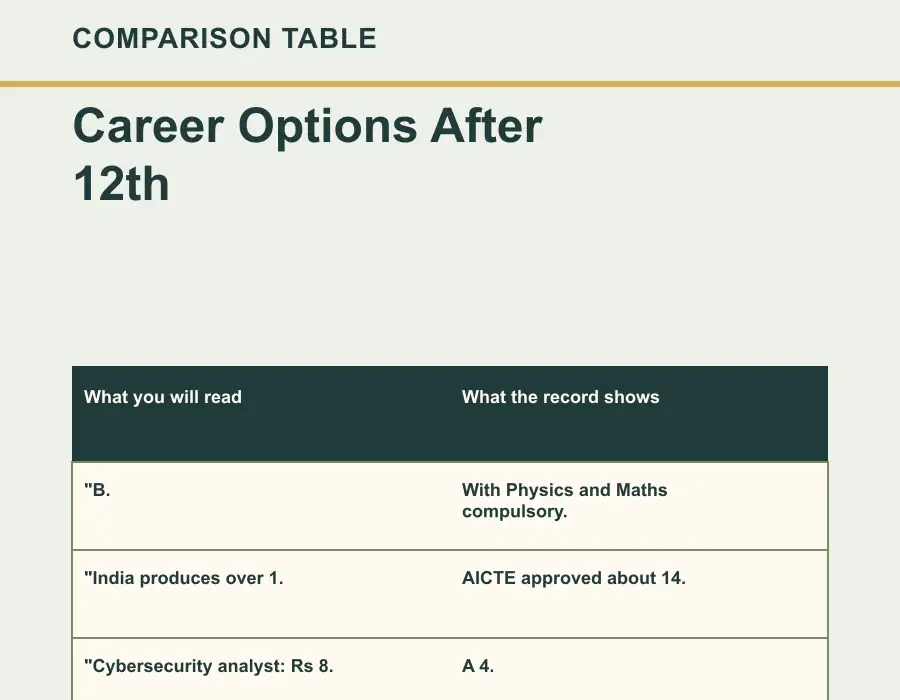 COMPARISON TABLE
Career Options After
12th
What you will read
What the record shows
"B.
With Physics and Maths
compulsory.
"India produces over 1.
AICTE approved about 14.
"Cybersecurity analyst: Rs 8.
A 4.